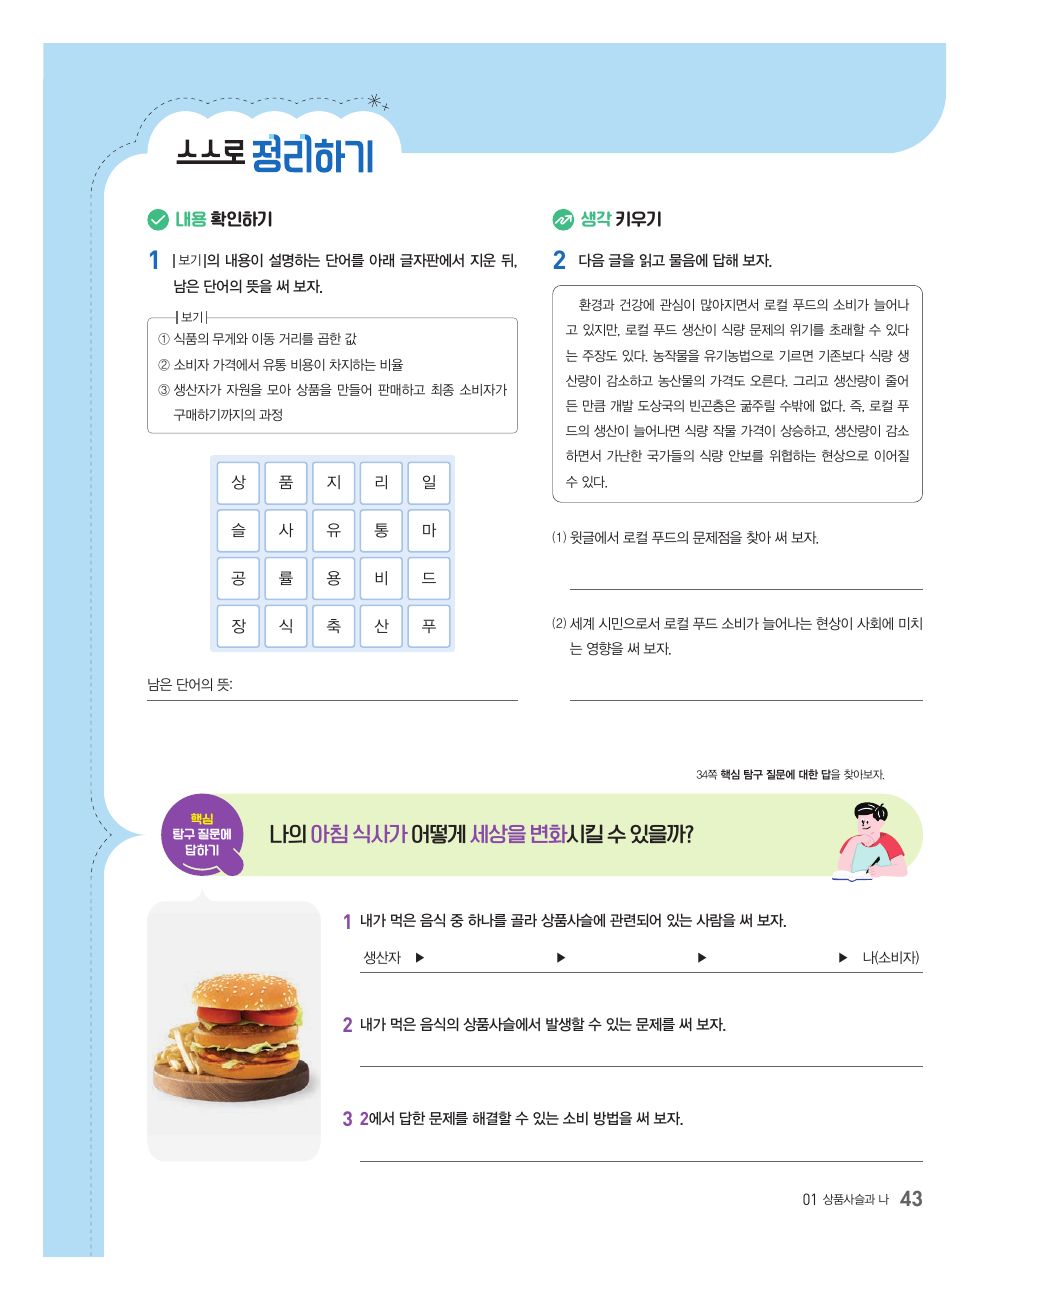 스스로 정리하기
내용 확인하기
1 |보기|의 내용이 설명하는 단어를 아래 글자판에서 지운 뒤,
남은 단어의 뜻을 써 보자.
|보기|
① 식품의 무게와 이동 거리를 곱한 값
② 소비자 가격에서 유통 비용이 차지하는 비율
③ 생산자가 자원을 모아 상품을 만들어 판매하고 최종 소비자가
구매하기까지의 과정
상 품 지 리 일
슬 사 유 통 마
공 률 용 비 드
장 식 축 산 푸
남은 단어의 뜻:
생각 키우기
2 다음 글을 읽고 물음에 답해 보자.
환경과 건강에 관심이 많아지면서 로컬 푸드의 소비가 늘어나
고 있지만, 로컬 푸드 생산이 식량 문제의 위기를 초래할 수 있다
는 주장도 있다. 농작물을 유기농법으로 기르면 기존보다 식량 생
산량이 감소하고 농산물의 가격도 오른다. 그리고 생산량이 줄어
든 만큼 개발 도상국의 빈곤층은 굶주릴 수밖에 없다. 즉, 로컬 푸
드의 생산이 늘어나면 식량 작물 가격이 상승하고, 생산량이 감소
하면서 가난한 국가들의 식량 안보를 위협하는 현상으로 이어질
수 있다.
(1) 윗글에서 로컬 푸드의 문제점을 찾아 써 보자.
(2) 세계 시민으로서 로컬 푸드 소비가 늘어나는 현상이 사회에 미치
는 영향을 써 보자.
34쪽 핵심 탐구 질문에 대한 답을 찾아보자.
핵심
탐구 질문에
답하기
나의 아침 식사가 어떻게 세상을 변화시킬 수 있을까?
1 내가 먹은 음식 중 하나를 골라 상품사슬에 관련되어 있는 사람을 써 보자.
생산자 ▶ ▶ ▶ ▶ 나(소비자)
2 내가 먹은 음식의 상품사슬에서 발생할 수 있는 문제를 써 보자.
3 2에서 답한 문제를 해결할 수 있는 소비 방법을 써 보자.
01 상품사슬과 나 43